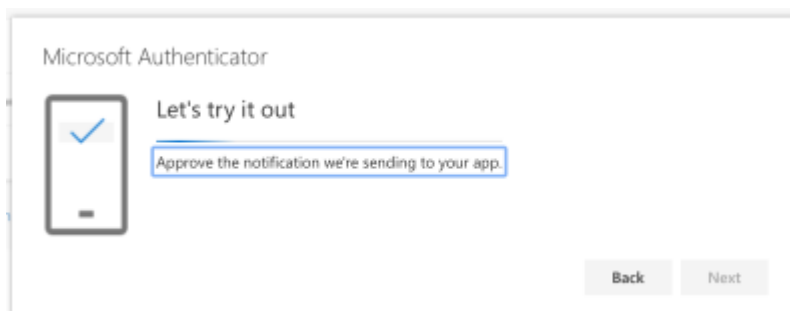 Microsoft Authenticator
Let's try it out
Approve the notification we're sending to your app.
Back
Next